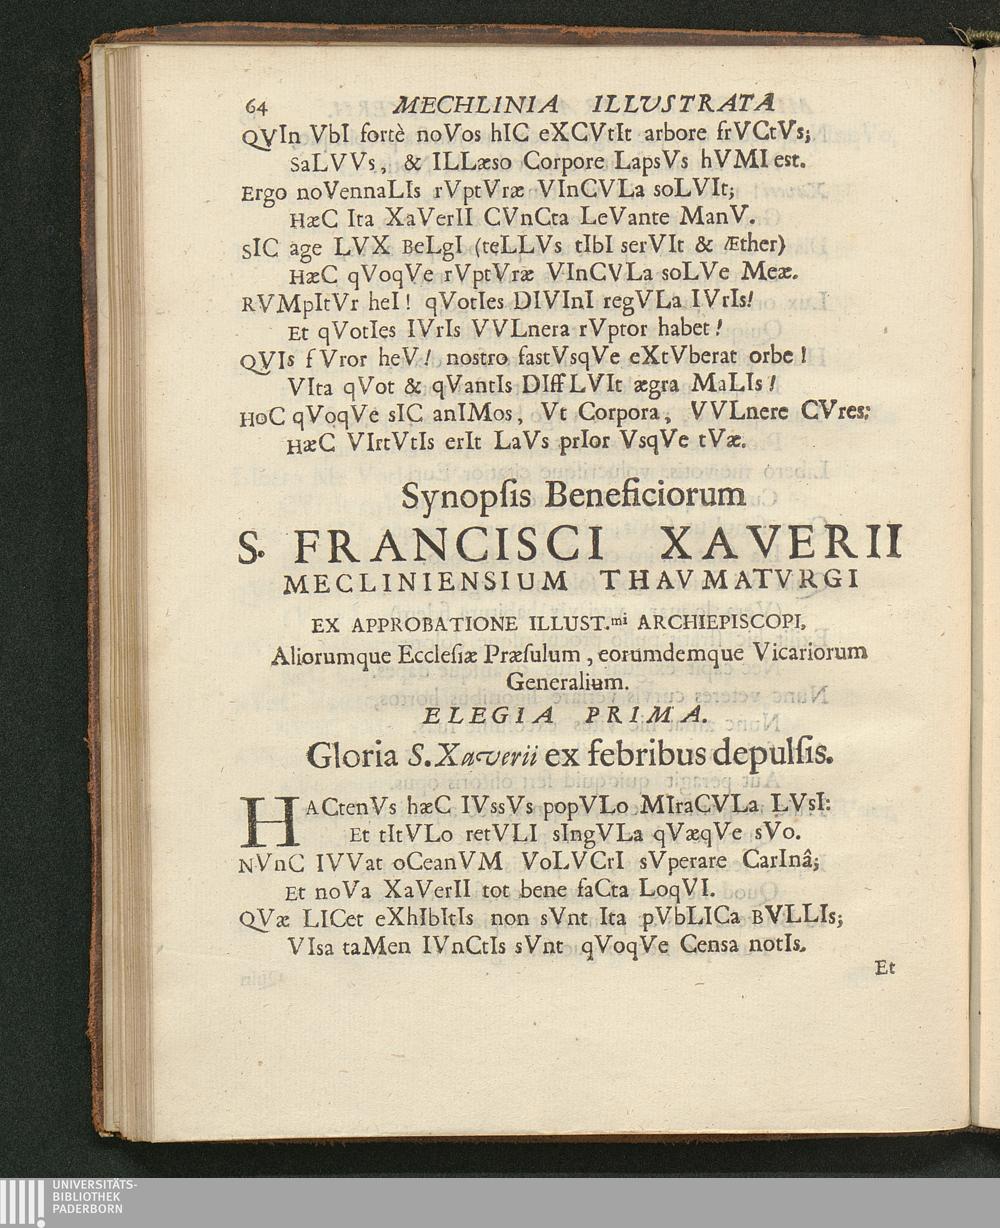 64 MECHLINIA ILLVSTRATA
QVIn VbI fortè noVos hIC eXCVtIt arbore frVCtVs;
SaLVVs, & ILLæso Corpore LapsVs hVMI est.
Ergo noVennaLIs rVptVræ VInCVLa soLVIt;
HæC Ita XaVerII CVnCta LeVante ManV.
SIC age LVX BeLgI (teLLVs tIbI serVIt & Æther)
HæC qVoqVe rVptVræ VInCVLa soLVe Meæ.
RVMpItVr heI! qVotIes DIVInI regVLa IVrIs!
Et qVotIes IVrIs VVLnera rVptor habet!
QVIs fVror heV! nostro fastVsqVe eXtVberat orbe!
VIta qVot & qVantIs DIffLVIt ægra MaLIs!
HoC qVoqVe sIC anIMos, Vt Corpora, VVLnere CVres;
HæC VIrtVtIs erIt LaVs prIor VsqVe tVæ.
Synopſis Beneficiorum
S. FRANCISCI XAVERII
MECLINIENSIUM THAVMATVRGI
EX APPROBATIONE ILLUST.mi ARCHIEPISCOPI,
Aliorumque Eccleſiæ Præſulum, eorumdemque Vicariorum
Generalium.
ELEGIA PRIMA.
Gloria S. Xaverii ex febribus depulſis.
HACtenVs hæC IVssVs popVLo MIraCVLa LVsI:
Et tItVLo retVLI sIngVLa qVæqVe sVo.
NVnC IVVat oCeanVM VoLVCrI sVperare CarInâ;
Et noVa XaVerII tot bene faCta LoqVI.
QVæ LICet eXhIbItIs non sVnt Ita pVbLICa BVLLIs;
VIsa taMen IVnCtIs sVnt qVoqVe Censa notIs.
Et
UNIVERSITÄTS-
BIBLIOTHEK
PADERBORN